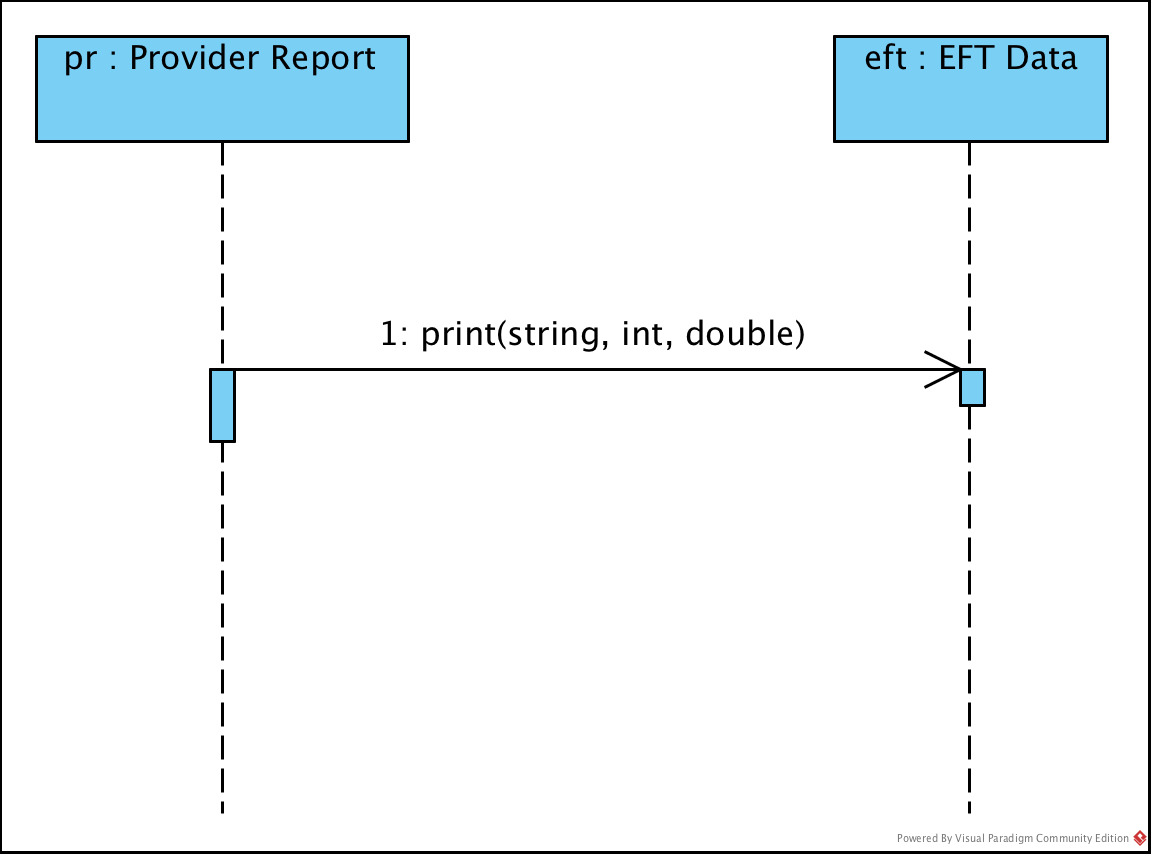 pr : Provider Report
eft : EFT Data
1: print(string, int, double)
Powered By Visual Paradigm Community Edition